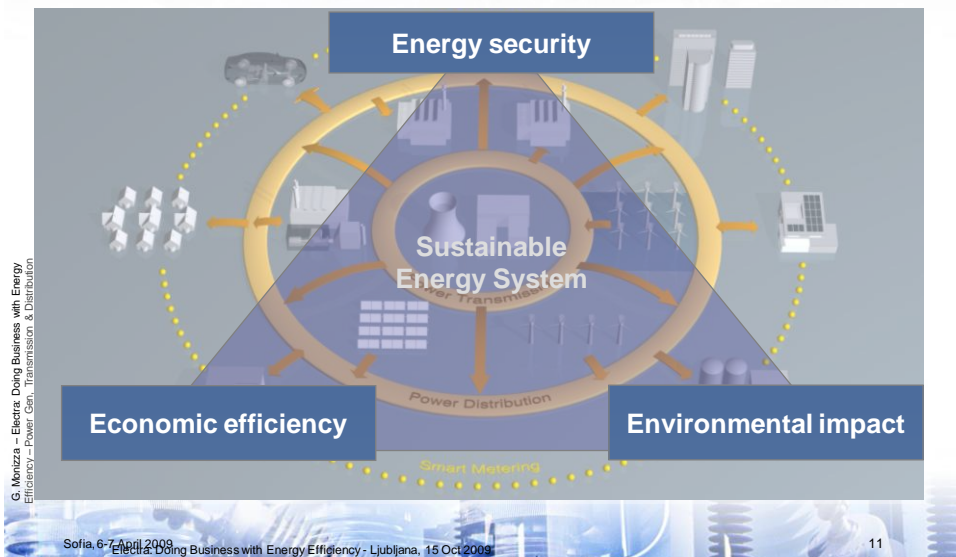 Energy security
Sustainable
Energy System
Power Transmission
Power Distribution
Economic efficiency
Environmental impact
Smart Metering
G. Monizza – Electra: Doing Business with Energy
Efficiency – Power Gen, Transmission & Distribution
Sofia, 6-7 April 2009
Electra: Doing Business with Energy Efficiency - Ljubljana, 15 Oct 2009
11